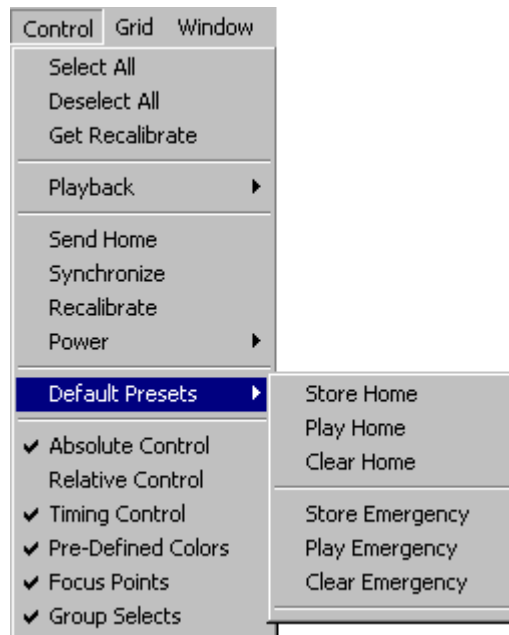 Control Grid Window
Select All
Deselect All
Get Recalibrate
Playback
Send Home
Synchronize
Recalibrate
Power
Default Presets
Store Home
Play Home
Clear Home
Store Emergency
Play Emergency
Clear Emergency
Absolute Control
Relative Control
Timing Control
Pre-Defined Colors
Focus Points
Group Selects